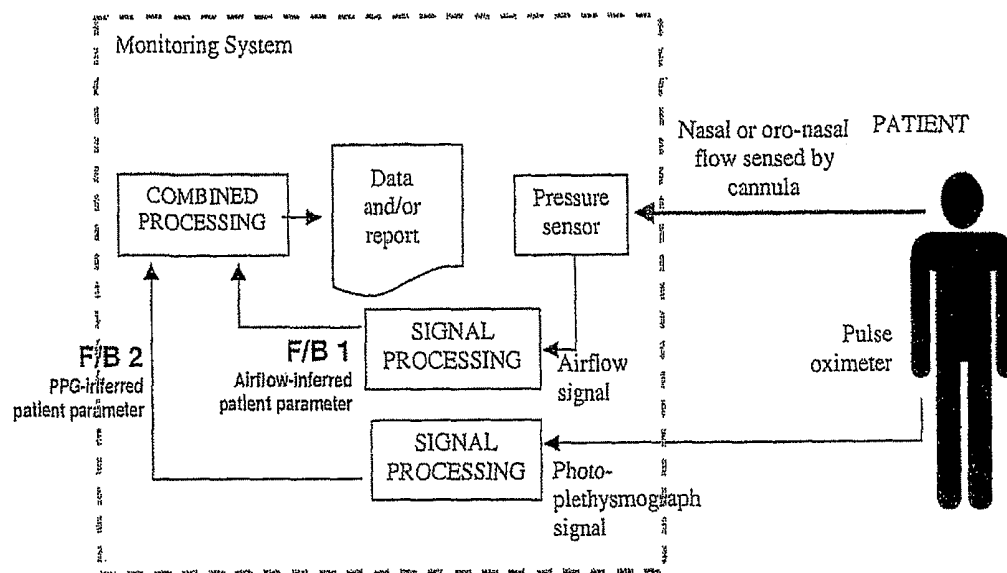 Monitoring System
PATIENT
Nasal or oro-nasal
flow sensed by
cannula
COMBINED
PROCESSING
Data
and/or
report
Pressure
sensor
F/B 2
PPG-inferred
patient parameter
F/B 1
Airflow-inferred
patient parameter
SIGNAL
PROCESSING
Airflow
signal
Pulse
oximeter
SIGNAL
PROCESSING
Photo-
plethysmograph
signal